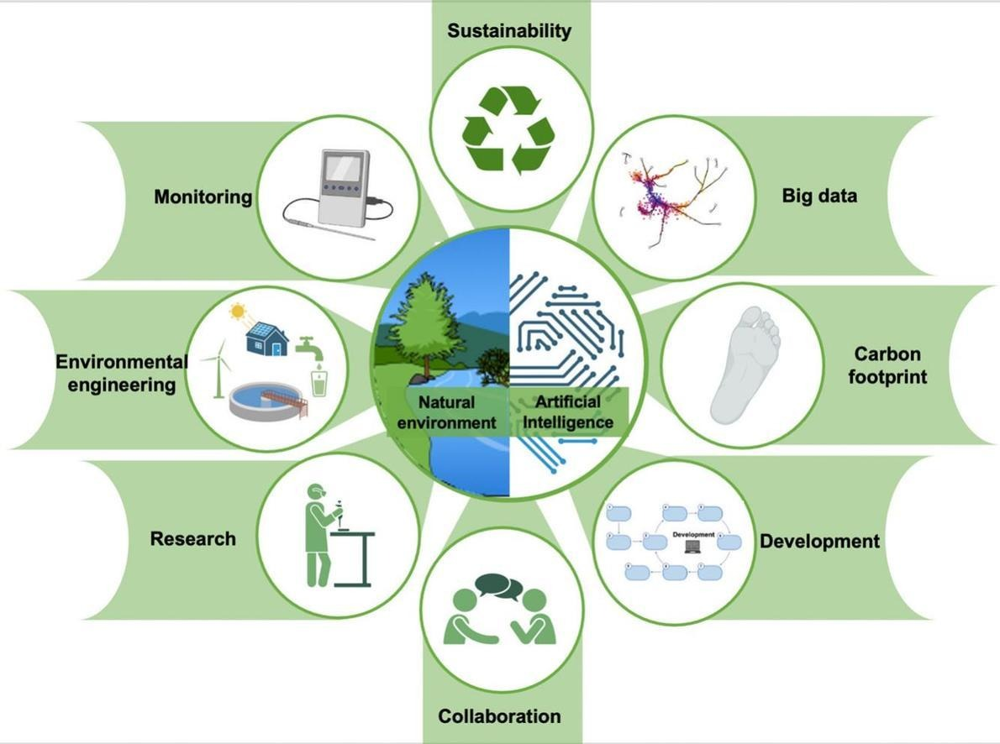 Sustainability
Monitoring
Big data
Environmental
engineering
Natural
environment
Artificial
Intelligence
Carbon
footprint
Research
Development
Development
Collaboration